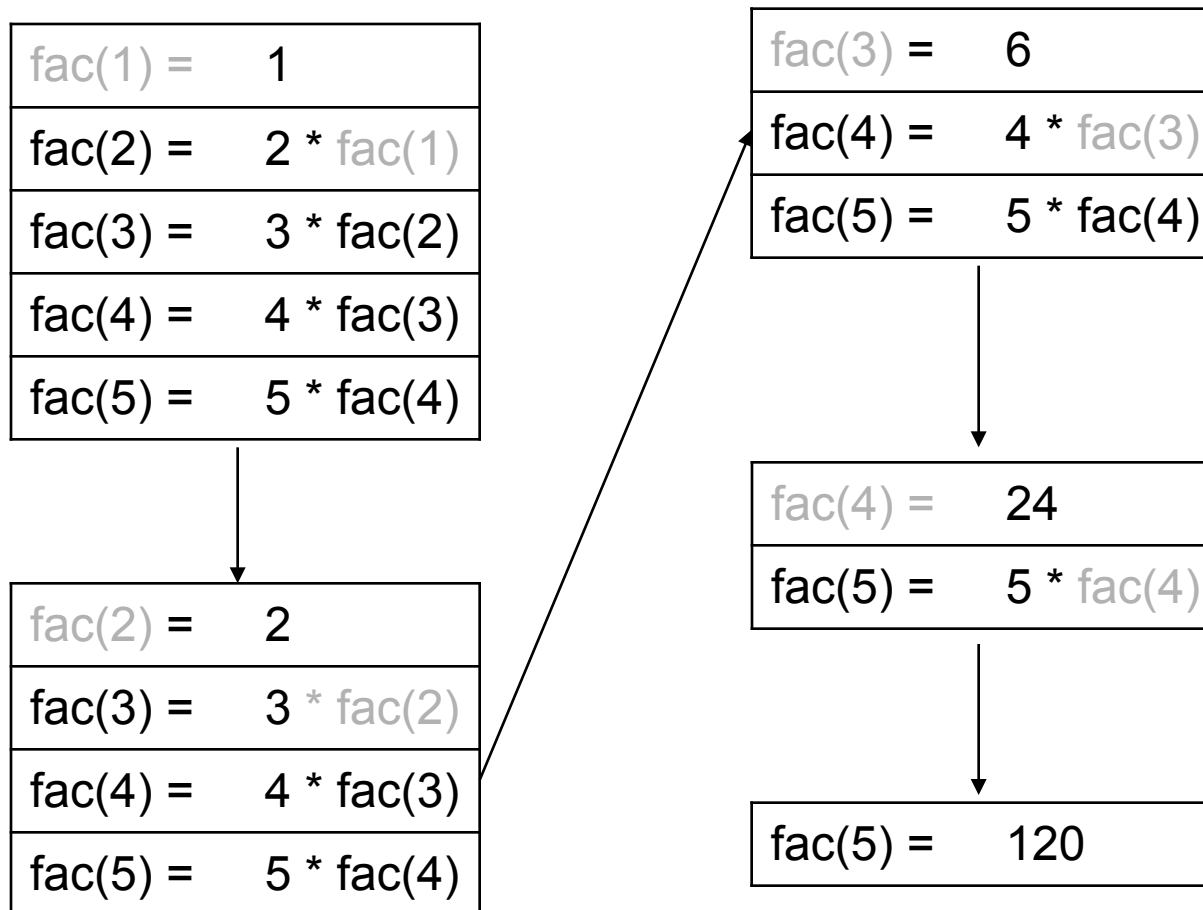 fac(1) = 1
fac(2) = 2 * fac(1)
fac(3) = 3 * fac(2)
fac(4) = 4 * fac(3)
fac(5) = 5 * fac(4)
fac(2) = 2
fac(3) = 3 * fac(2)
fac(4) = 4 * fac(3)
fac(5) = 5 * fac(4)
fac(3) = 6
fac(4) = 4 * fac(3)
fac(5) = 5 * fac(4)
fac(4) = 24
fac(5) = 5 * fac(4)
fac(5) = 120